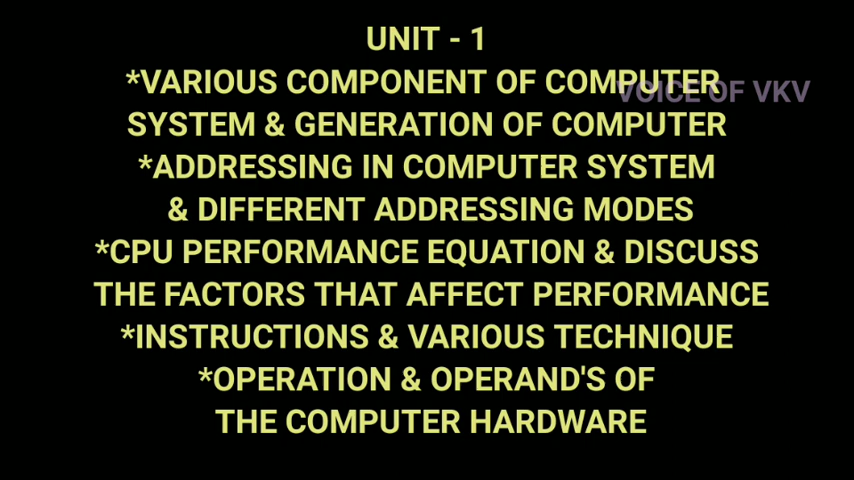 UNIT - 1
*VARIOUS COMPONENT OF COMPUTER
VOICE OF VKV
SYSTEM & GENERATION OF COMPUTER
*ADDRESSING IN COMPUTER SYSTEM
& DIFFERENT ADDRESSING MODES
*CPU PERFORMANCE EQUATION & DISCUSS
THE FACTORS THAT AFFECT PERFORMANCE
*INSTRUCTIONS & VARIOUS TECHNIQUE
*OPERATION & OPERAND'S OF
THE COMPUTER HARDWARE